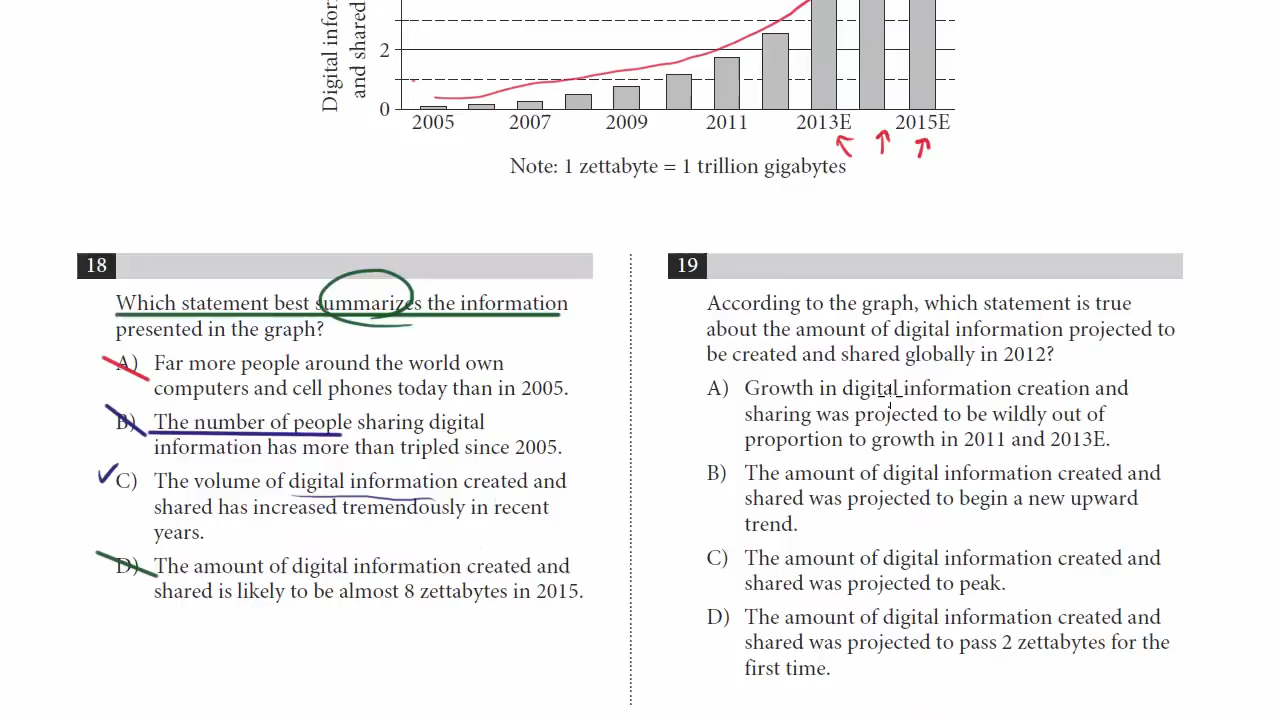 Digital infor
and shared
2
0
2005 2007 2009 2011 2013E 2015E
Note: 1 zettabyte = 1 trillion gigabytes
18
Which statement best summarizes the information
presented in the graph?
A) Far more people around the world own
computers and cell phones today than in 2005.
B) The number of people sharing digital
information has more than tripled since 2005.
C) The volume of digital information created and
shared has increased tremendously in recent
years.
D) The amount of digital information created and
shared is likely to be almost 8 zettabytes in 2015.
19
According to the graph, which statement is true
about the amount of digital information projected to
be created and shared globally in 2012?
A) Growth in digital information creation and
sharing was projected to be wildly out of
proportion to growth in 2011 and 2013E.
B) The amount of digital information created and
shared was projected to begin a new upward
trend.
C) The amount of digital information created and
shared was projected to peak.
D) The amount of digital information created and
shared was projected to pass 2 zettabytes for the
first time.